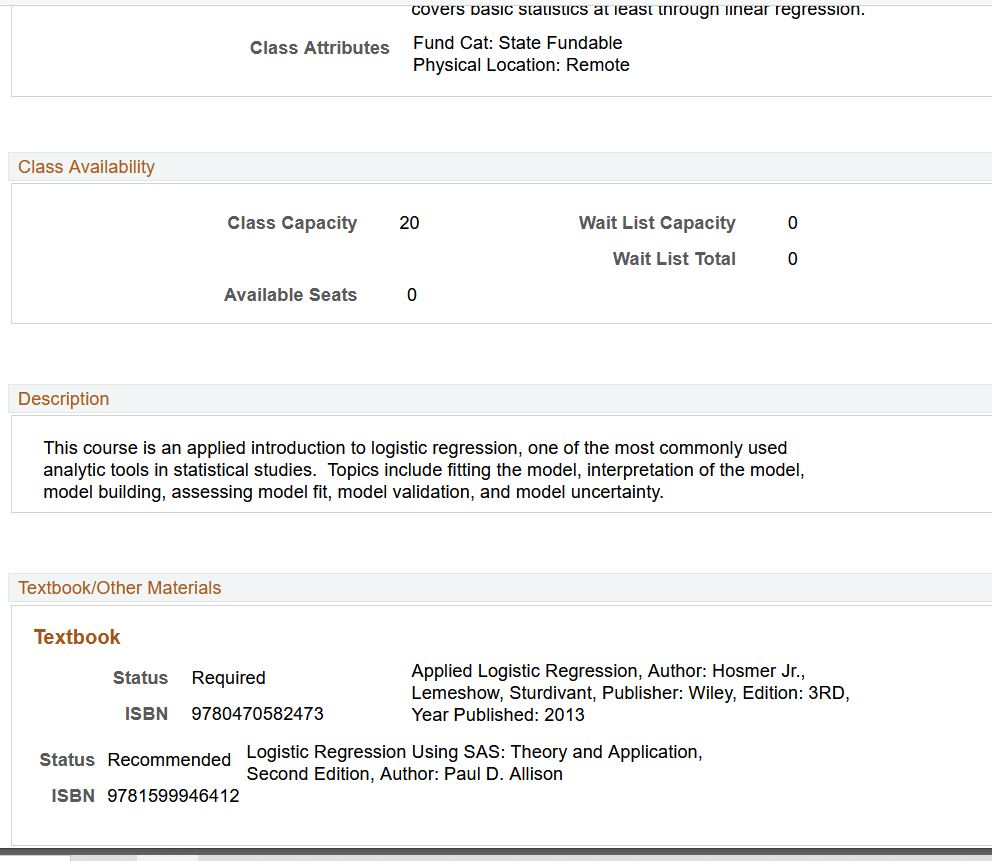 covers basic statistics at least through linear regression.
Class Attributes
Fund Cat: State Fundable
Physical Location: Remote
Class Availability
Class Capacity 20 Wait List Capacity 0
Wait List Total 0
Available Seats 0
Description
This course is an applied introduction to logistic regression, one of the most commonly used
analytic tools in statistical studies.  Topics include fitting the model, interpretation of the model,
model building, assessing model fit, model validation, and model uncertainty.
Textbook/Other Materials
Textbook
Status Required
ISBN 9780470582473
Applied Logistic Regression, Author: Hosmer Jr.,
Lemeshow, Sturdivant, Publisher: Wiley, Edition: 3RD,
Year Published: 2013
Status Recommended
ISBN 9781599946412
Logistic Regression Using SAS: Theory and Application,
Second Edition, Author: Paul D. Allison